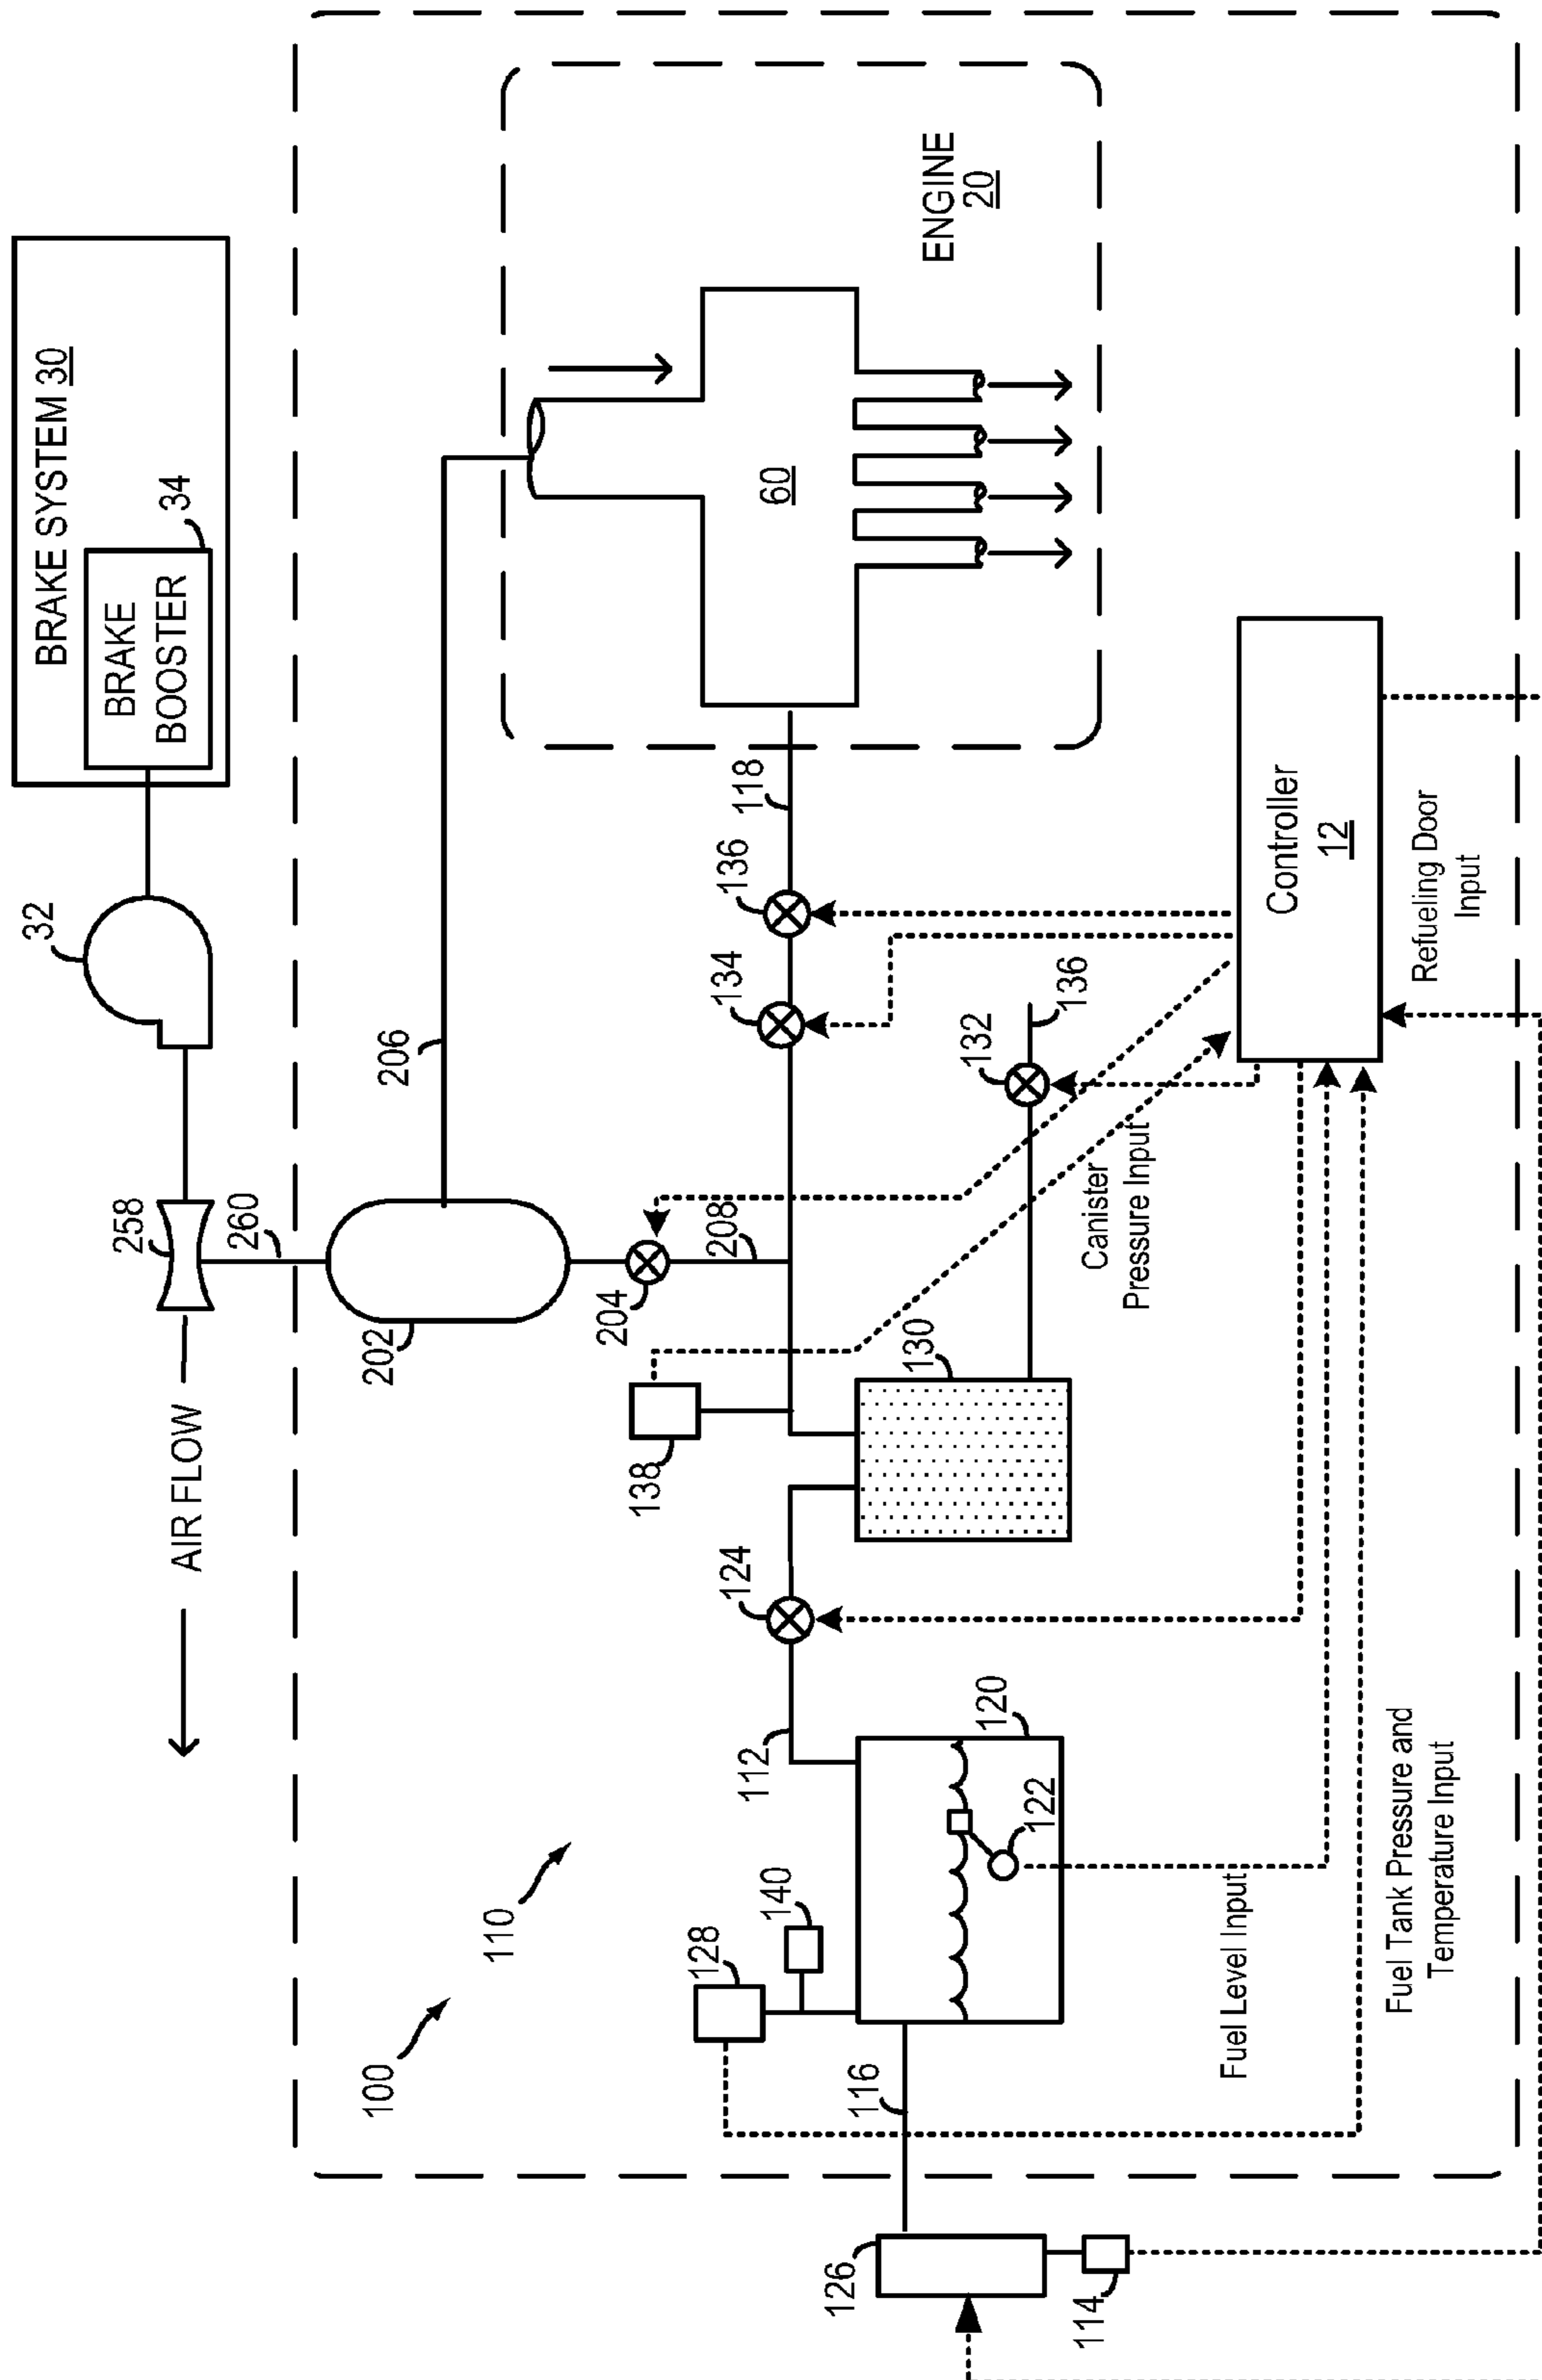 BRAKE SYSTEM 30
BRAKE
BOOSTER
34
32
258
260
AIR FLOW
202
206
204
208
ENGINE
20
60
118
136
134
132
136
138
130
Canister
Pressure Input
124
112
120
122
140
128
110
100
116
126
114
Controller
12
Refueling Door
Input
Fuel Level Input
Fuel Tank Pressure and
Temperature Input